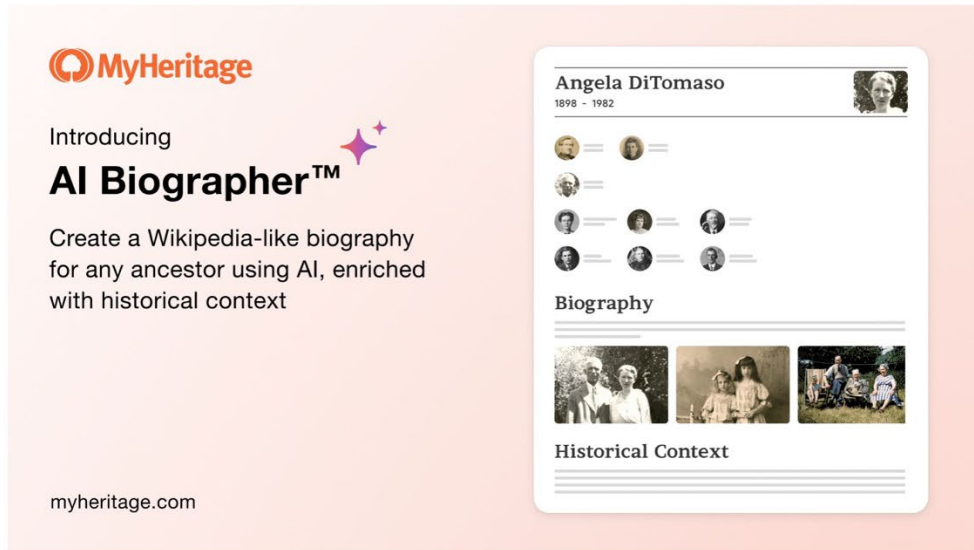 MyHeritage
Introducing
AI Biographer™
Create a Wikipedia-like biography
for any ancestor using AI, enriched
with historical context
myheritage.com
Angela DiTomaso
1898 - 1982
Biography
Historical Context